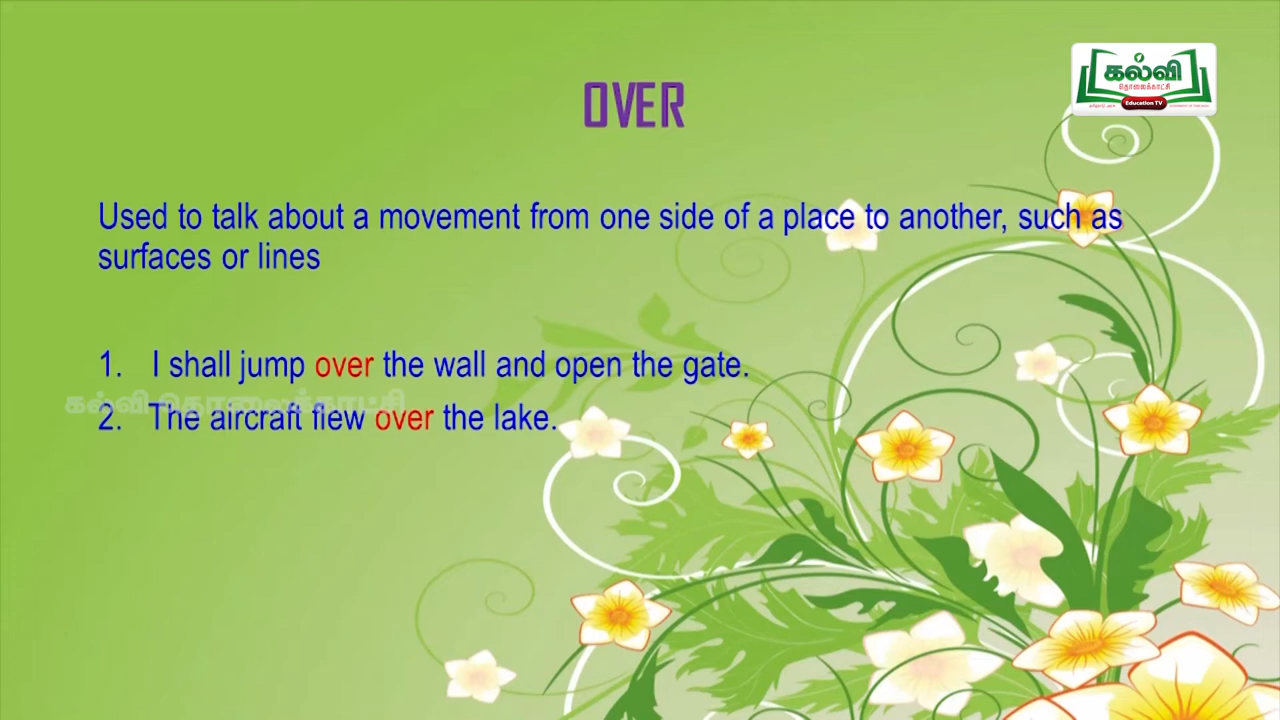 கல்வி
தொலைக்காட்சி
Education TV
OVER
Used to talk about a movement from one side of a place to another, such as
surfaces or lines
1. I shall jump over the wall and open the gate.
கல்வி தொலைக்காட்சி
2. The aircraft flew over the lake.